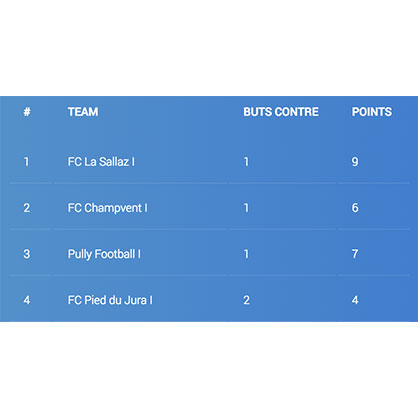 # TEAM BUTS CONTRE POINTS
1 FC La Sallaz I 1 9
2 FC Champvent I 1 6
3 Pully Football I 1 7
4 FC Pied du Jura I 2 4